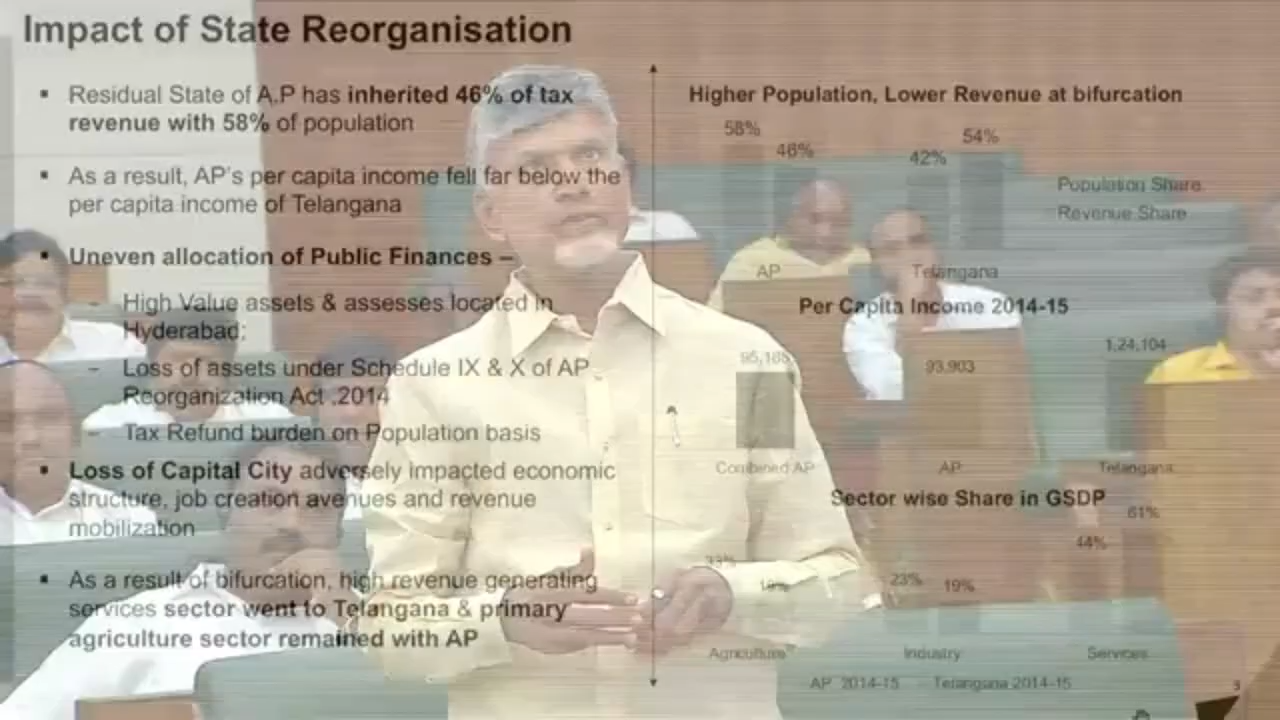 Impact of State Reorganisation
▪ Residual State of A.P has inherited 46% of tax
revenue with 58% of population
▪ As a result, AP's per capita income fell far below the
per capita income of Telangana
▪ Uneven allocation of Public Finances –
– High Value assets & assesses located in
Hyderabad;
– Loss of assets under Schedule IX & X of AP
Reorganization Act ,2014
– Tax Refund burden on Population basis
▪ Loss of Capital City adversely impacted economic
structure, job creation avenues and revenue
mobilization
▪ As a result of bifurcation, high revenue generating
services sector went to Telangana & primary
agriculture sector remained with AP
Higher Population, Lower Revenue at bifurcation
58%
46%
42%
54%
Population Share
Revenue Share
AP
Telangana
Per Capita Income 2014-15
95,185
93,903
1,24,104
Combined AP
AP
Telangana
Sector wise Share in GSDP
33%
19%
23%
19%
44%
61%
Agriculture
Industry
Services
AP 2014-15
Telangana 2014-15
3